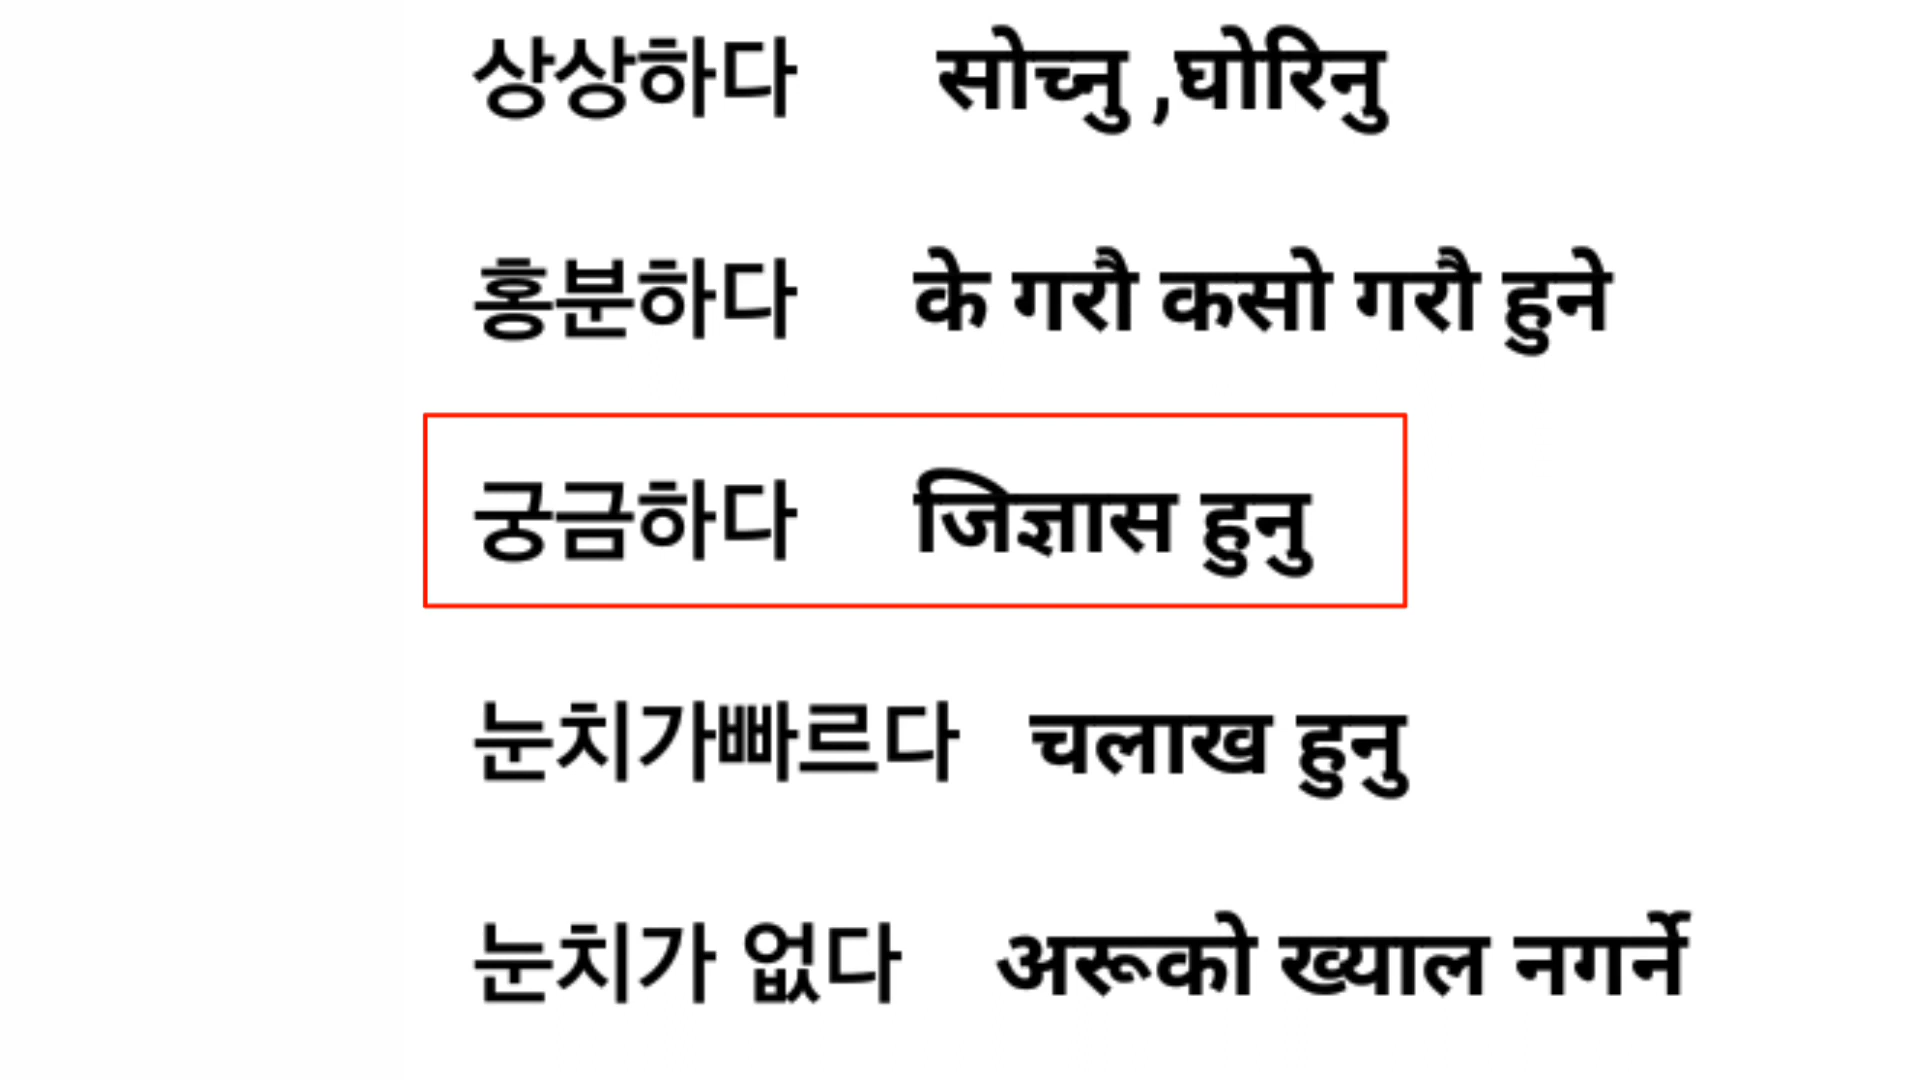 상상하다 सोच्नु ,घोरिनु
홍분하다 के गरौ कसो गरौ हुने
궁금하다 जिज्ञास हुनु
눈치가빠르다 चलाख हुनु
눈치가 없다 अरूको ख्याल नगर्ने